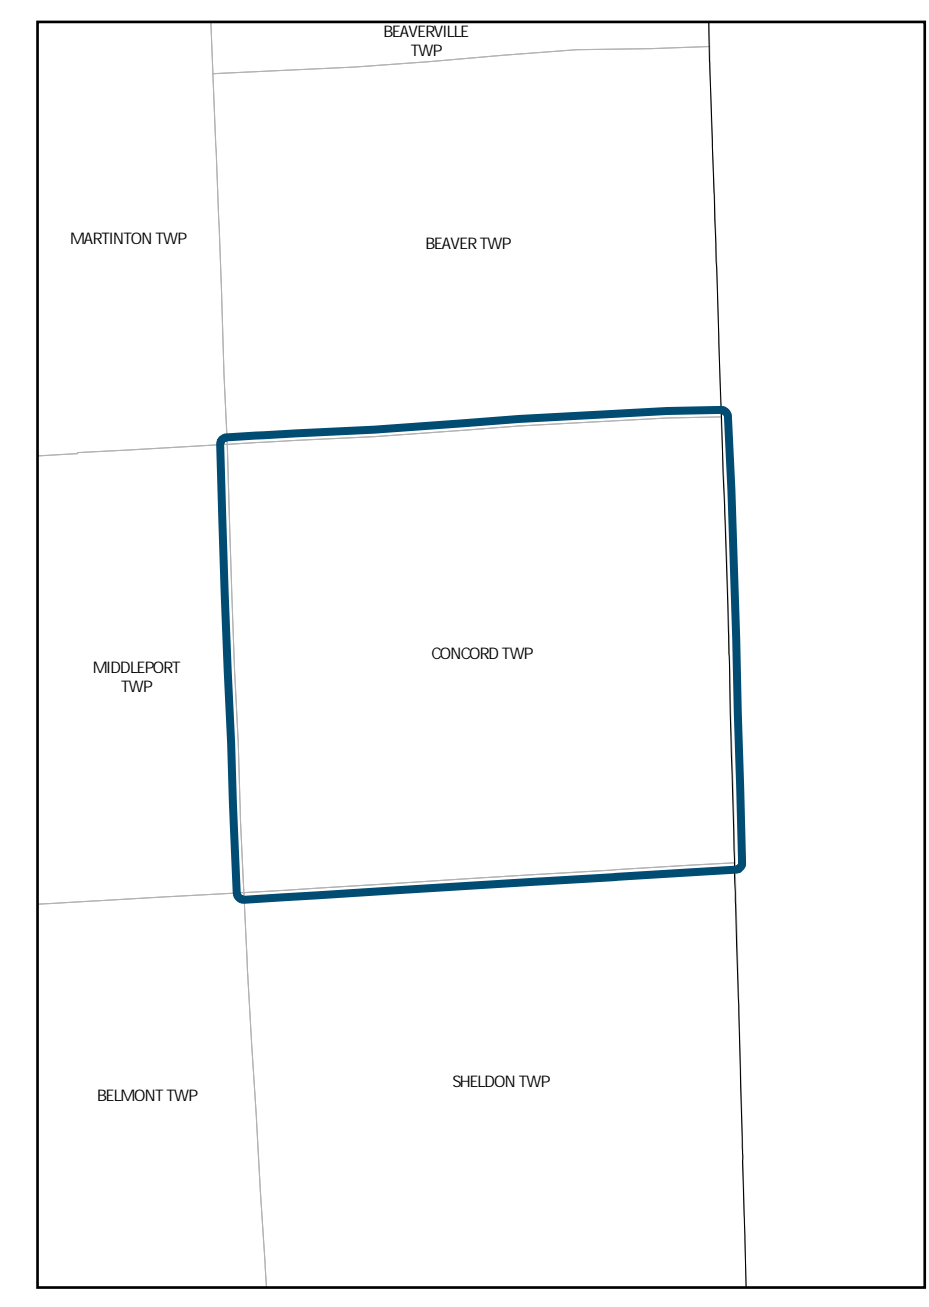 BEAVERVILLE
TWP
MARTINTON TWP
BEAVER TWP
CONCORD TWP
MIDDLEPORT
TWP
SHELDON TWP
BELMONT TWP